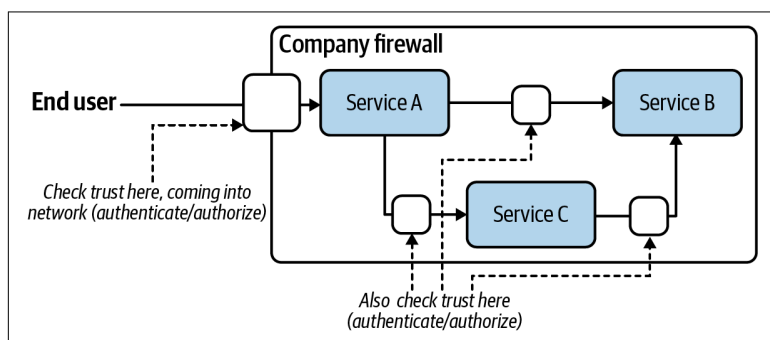 Company firewall
End user
Service A
Service B
Check trust here, coming into
network (authenticate/authorize)
Service C
Also check trust here
(authenticate/authorize)